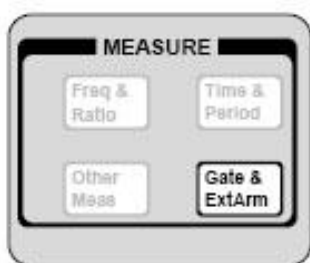 MEASURE
Freq & Ratio
Time & Period
Other Meas
Gate & ExtArm